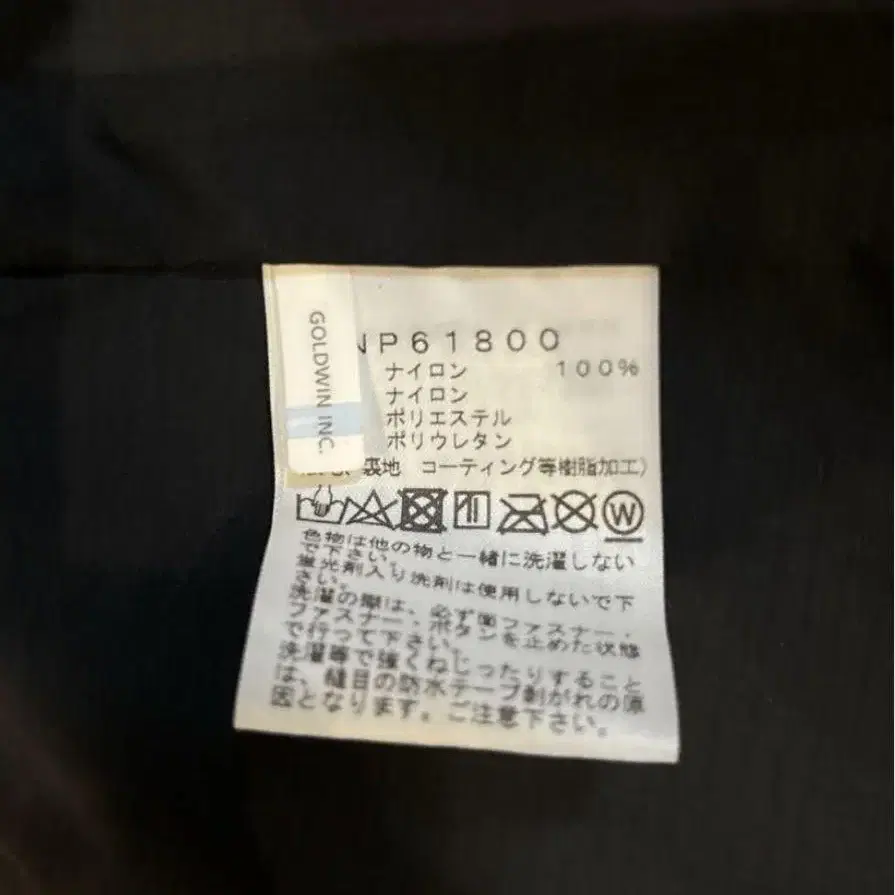 GOLDWIN INC.
NP61800
ナイロン 100%
ナイロン
ポリエステル
ポリウレタン
裏地 コーティング等樹脂加工)
W
色物は他の物と一緒に洗濯しない
で下さい。
蛍光剤入り洗剤は使用しないで下
さい。
洗濯の際は、必ず面ファスナー、
ファスナー、ボタンを止めた状態
で行って下さい。
洗濯等で強くねじったりすること
は、縫目の防水テープ剥がれの原
因となります。ご注意下さい。